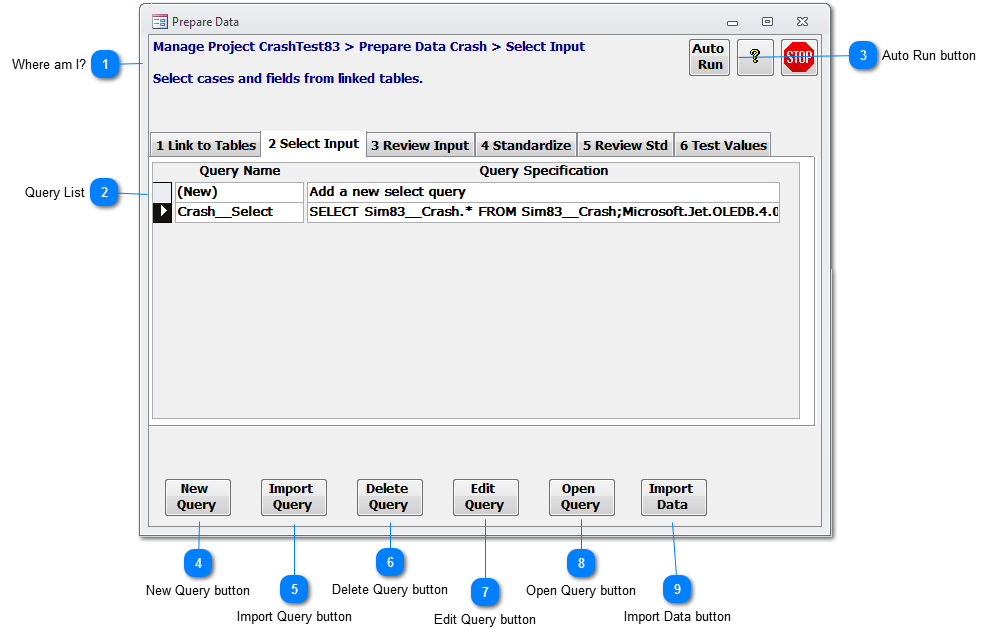 Prepare Data
Manage Project CrashTest83 > Prepare Data Crash > Select Input
Auto
Run
?
STOP
3 Auto Run button
Where am I? 1
Select cases and fields from linked tables.
1 Link to Tables 2 Select Input 3 Review Input 4 Standardize 5 Review Std 6 Test Values
Query Name Query Specification
Query List 2
(New) Add a new select query
Crash__Select SELECT Sim83__Crash.* FROM Sim83__Crash;Microsoft.Jet.OLEDB.4.0
New
Query
Import
Query
Delete
Query
Edit
Query
Open
Query
Import
Data
4
New Query button
5
Import Query button
6
Delete Query button
7
Edit Query button
8
Open Query button
9
Import Data button